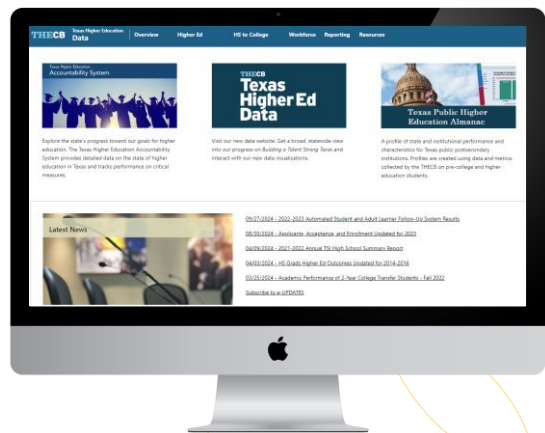 THECB
Texas Higher Education
Data
Overview
Higher Ed
HS to College
Workforce
Reporting
Resources
Texas Higher Education
Accountability System
Explore the state's progress toward our goals for higher
education. The Texas Higher Education Accountability
System provides detailed data on the state of higher
education in Texas and tracks performance on critical
measures.
THECB
Texas
Higher Ed
Data
Visit our new data website. Get a broad, statewide view
into our progress on Building a Talent Strong Texas and
interact with our new data visualizations.
Texas Public Higher
Education Almanac
A profile of state and institutional performance and
characteristics for Texas public postsecondary
institutions. Profiles are created using data and metrics
collected by the THECB on pre-college and higher
education students.
Latest News
09/27/2024 - 2022-2023 Automated Student and Adult Learner Follow-Up System Results
08/30/2024 - Applicants, Acceptance, and Enrollment Updated for 2023
04/09/2024 - 2021-2022 Annual TSI High School Summary Report
04/03/2024 - HS Grads Higher Ed Outcomes Updated for 2014-2016
03/25/2024 - Academic Performance of 2-Year College Transfer Students - Fall 2022
Subscribe to e-UPDATES